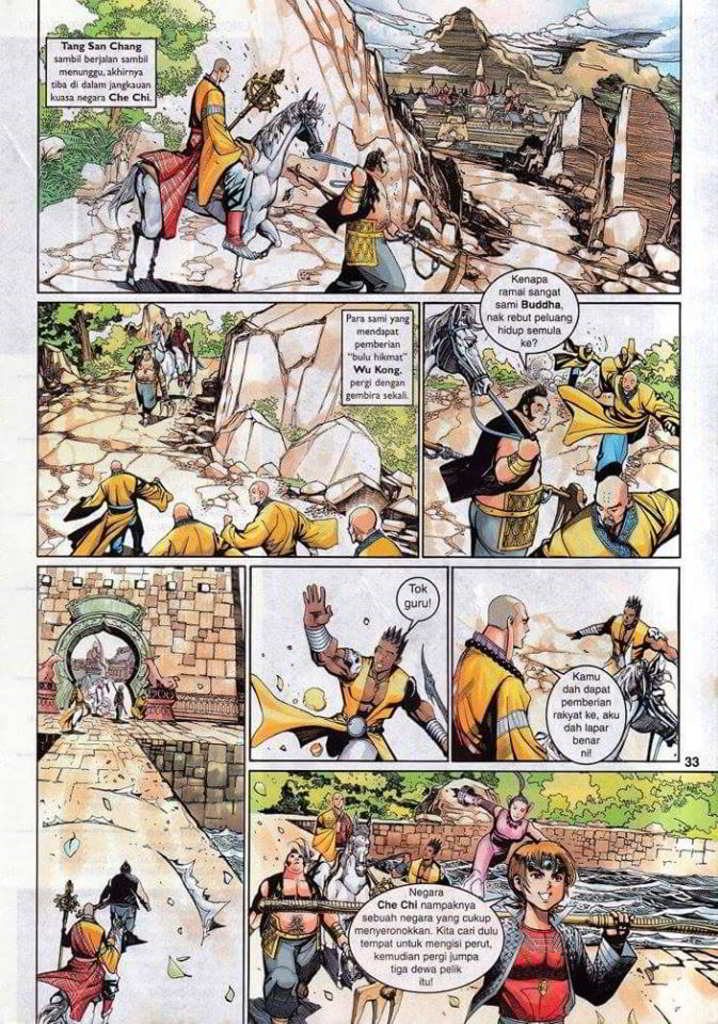 Tang San Chang
sambil berjalan sambil
menunggu, akhirnya
tiba di dalam jangkauan
kuasa negara Che Chi.
Para sami yang
mendapat
pemberian
"bulu hikmat"
Wu Kong,
pergi dengan
gembira sekali.
Kenapa
ramai sangat
sami Buddha,
nak rebut peluang
hidup semula
ke?
Tok
guru!
Kamu
dah dapat
pemberian
rakyat ke, aku
dah lapar
benar
ni!
33
Negara
Che Chi nampaknya
sebuah negara yang cukup
menyeronokkan. Kita cari dulu
tempat untuk mengisi perut,
kemudian pergi jumpa
tiga dewa pelik
itu!